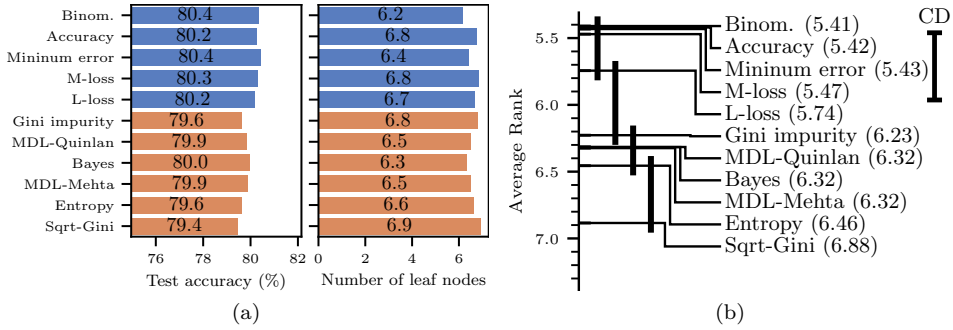 Binom. 80.4 6.2
Accuracy 80.2 6.8
Mininum error 80.4 6.4
M-loss 80.3 6.8
L-loss 80.2 6.7
Gini impurity 79.6 6.8
MDL-Quinlan 79.9 6.5
Bayes 80.0 6.3
MDL-Mehta 79.9 6.5
Entropy 79.6 6.6
Sqrt-Gini 79.4 6.9
76 78 80 82 0 2 4 6
Test accuracy (%) Number of leaf nodes
(a)
Average Rank
5.5
6.0
6.5
7.0
Binom. (5.41)
Accuracy (5.42)
Mininum error (5.43)
M-loss (5.47)
L-loss (5.74)
Gini impurity (6.23)
MDL-Quinlan (6.32)
Bayes (6.32)
MDL-Mehta (6.32)
Entropy (6.46)
Sqrt-Gini (6.88)
CD
(b)